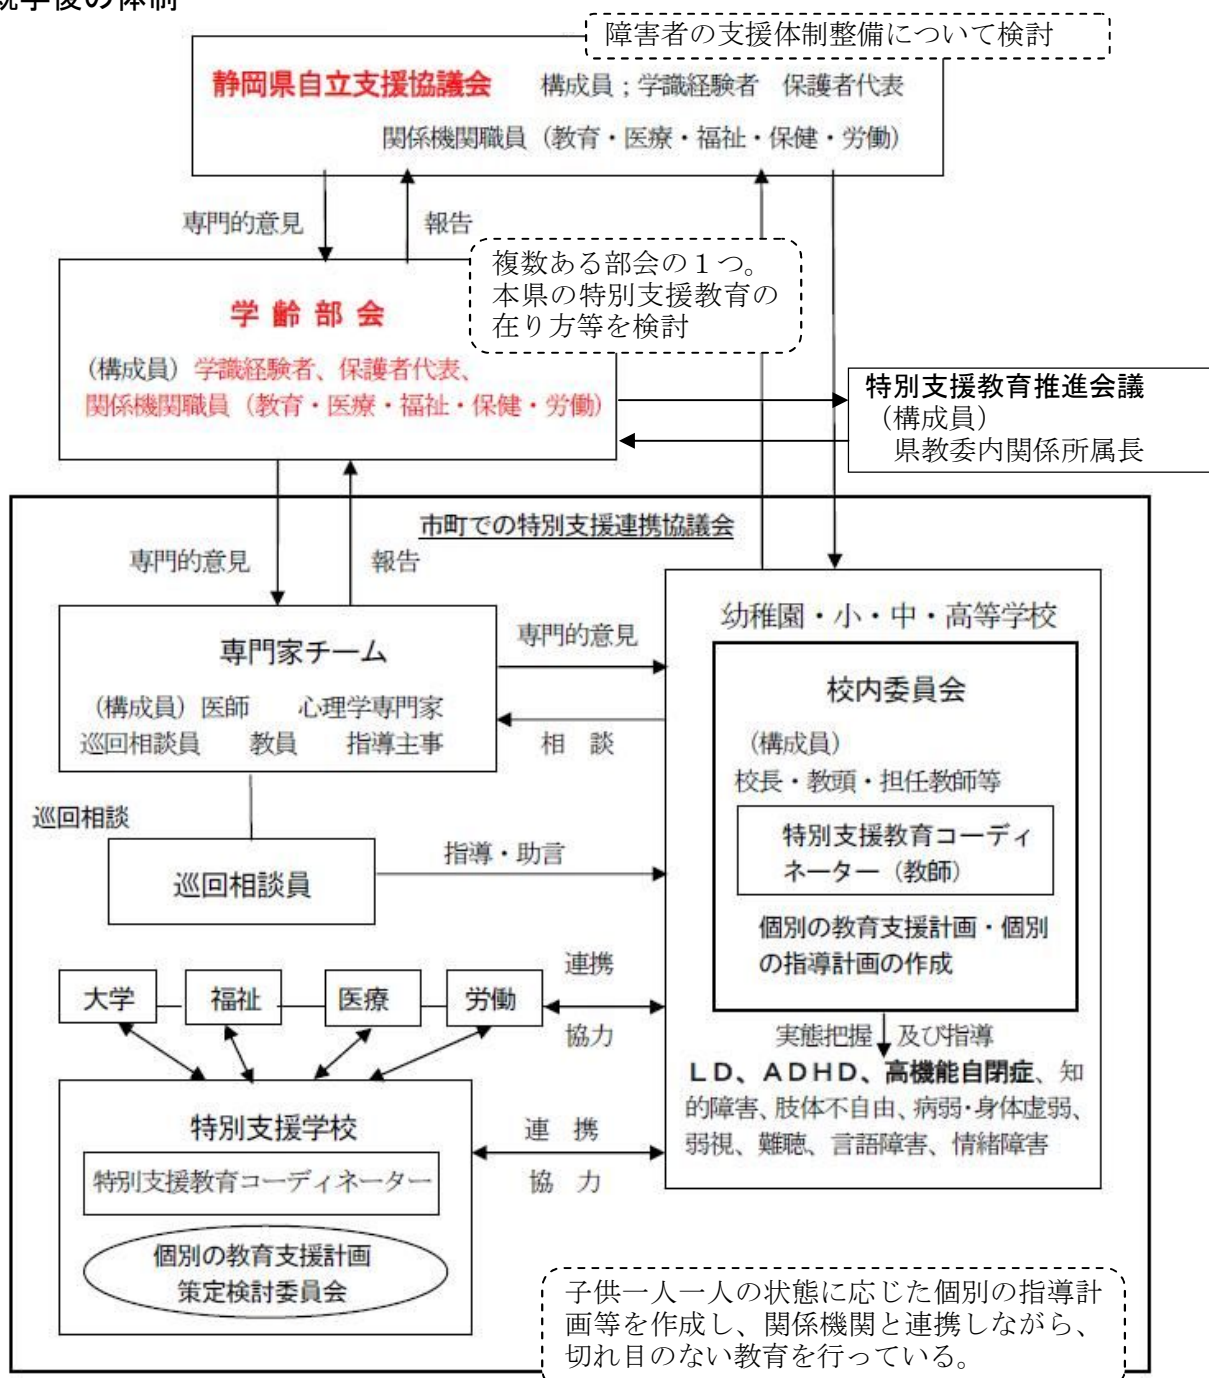 就学後の体制
障害者の支援体制整備について検討
静岡県自立支援協議会　構成員；学識経験者　保護者代表
関係機関職員（教育・医療・福祉・保健・労働）
専門的意見　報告
複数ある部会の１つ。
本県の特別支援教育の
在り方等を検討
学 齢 部 会
（構成員）学識経験者、保護者代表、
関係機関職員（教育・医療・福祉・保健・労働）
特別支援教育推進会議
（構成員）
県教委内関係所属長
市町での特別支援連携協議会
専門的意見　報告
専門家チーム
（構成員）医師　心理学専門家
巡回相談員　教員　指導主事
専門的意見
相　談
幼稚園・小・中・高等学校
校内委員会
（構成員）
校長・教頭・担任教師等
特別支援教育コーディ
ネーター（教師）
個別の教育支援計画・個別
の指導計画の作成
巡回相談
巡回相談員
指導・助言
大学　福祉　医療　労働
連携
協力
実態把握　及び指導
ＬＤ、ＡＤＨＤ、高機能自閉症、知
的障害、肢体不自由、病弱・身体虚弱、
弱視、難聴、言語障害、情緒障害
特別支援学校
特別支援教育コーディネーター
個別の教育支援計画
策定検討委員会
連　携
協　力
子供一人一人の状態に応じた個別の指導計
画等を作成し、関係機関と連携しながら、
切れ目のない教育を行っている。